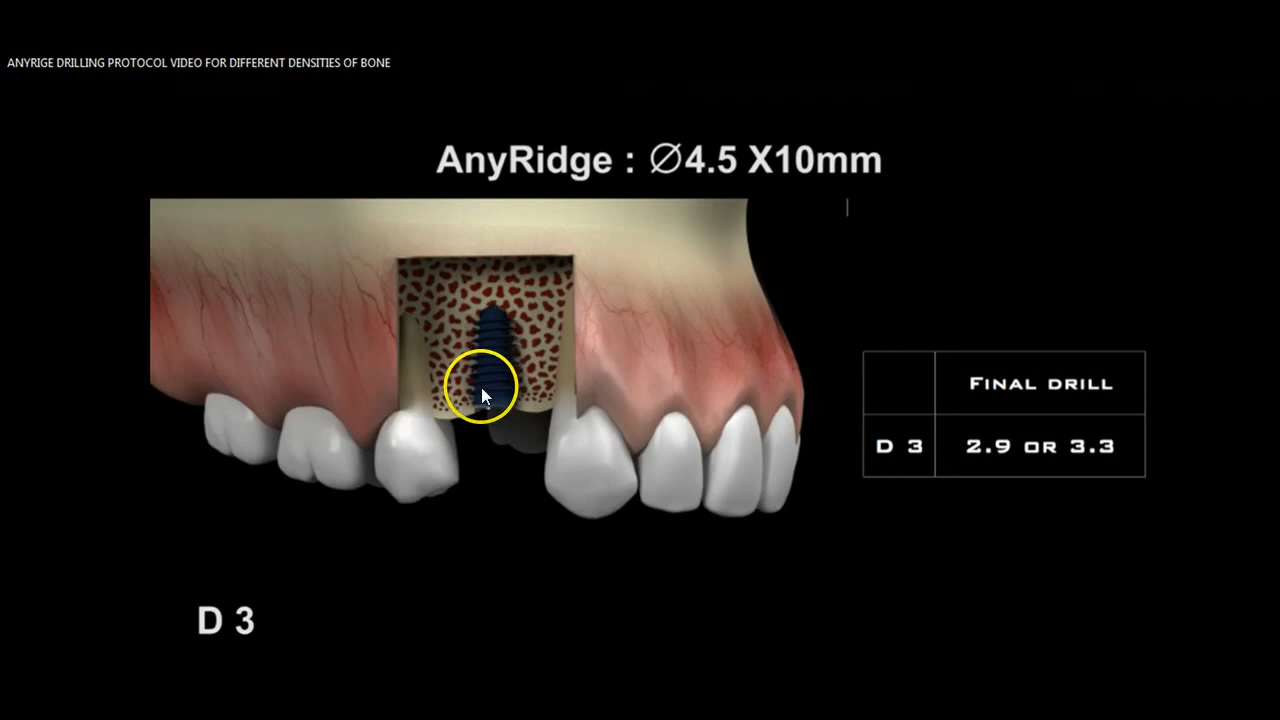 ANYRIGE DRILLING PROTOCOL VIDEO FOR DIFFERENT DENSITIES OF BONE
AnyRidge : ∅4.5 X10mm
FINAL DRILL
D 3 2.9 OR 3.3
D 3